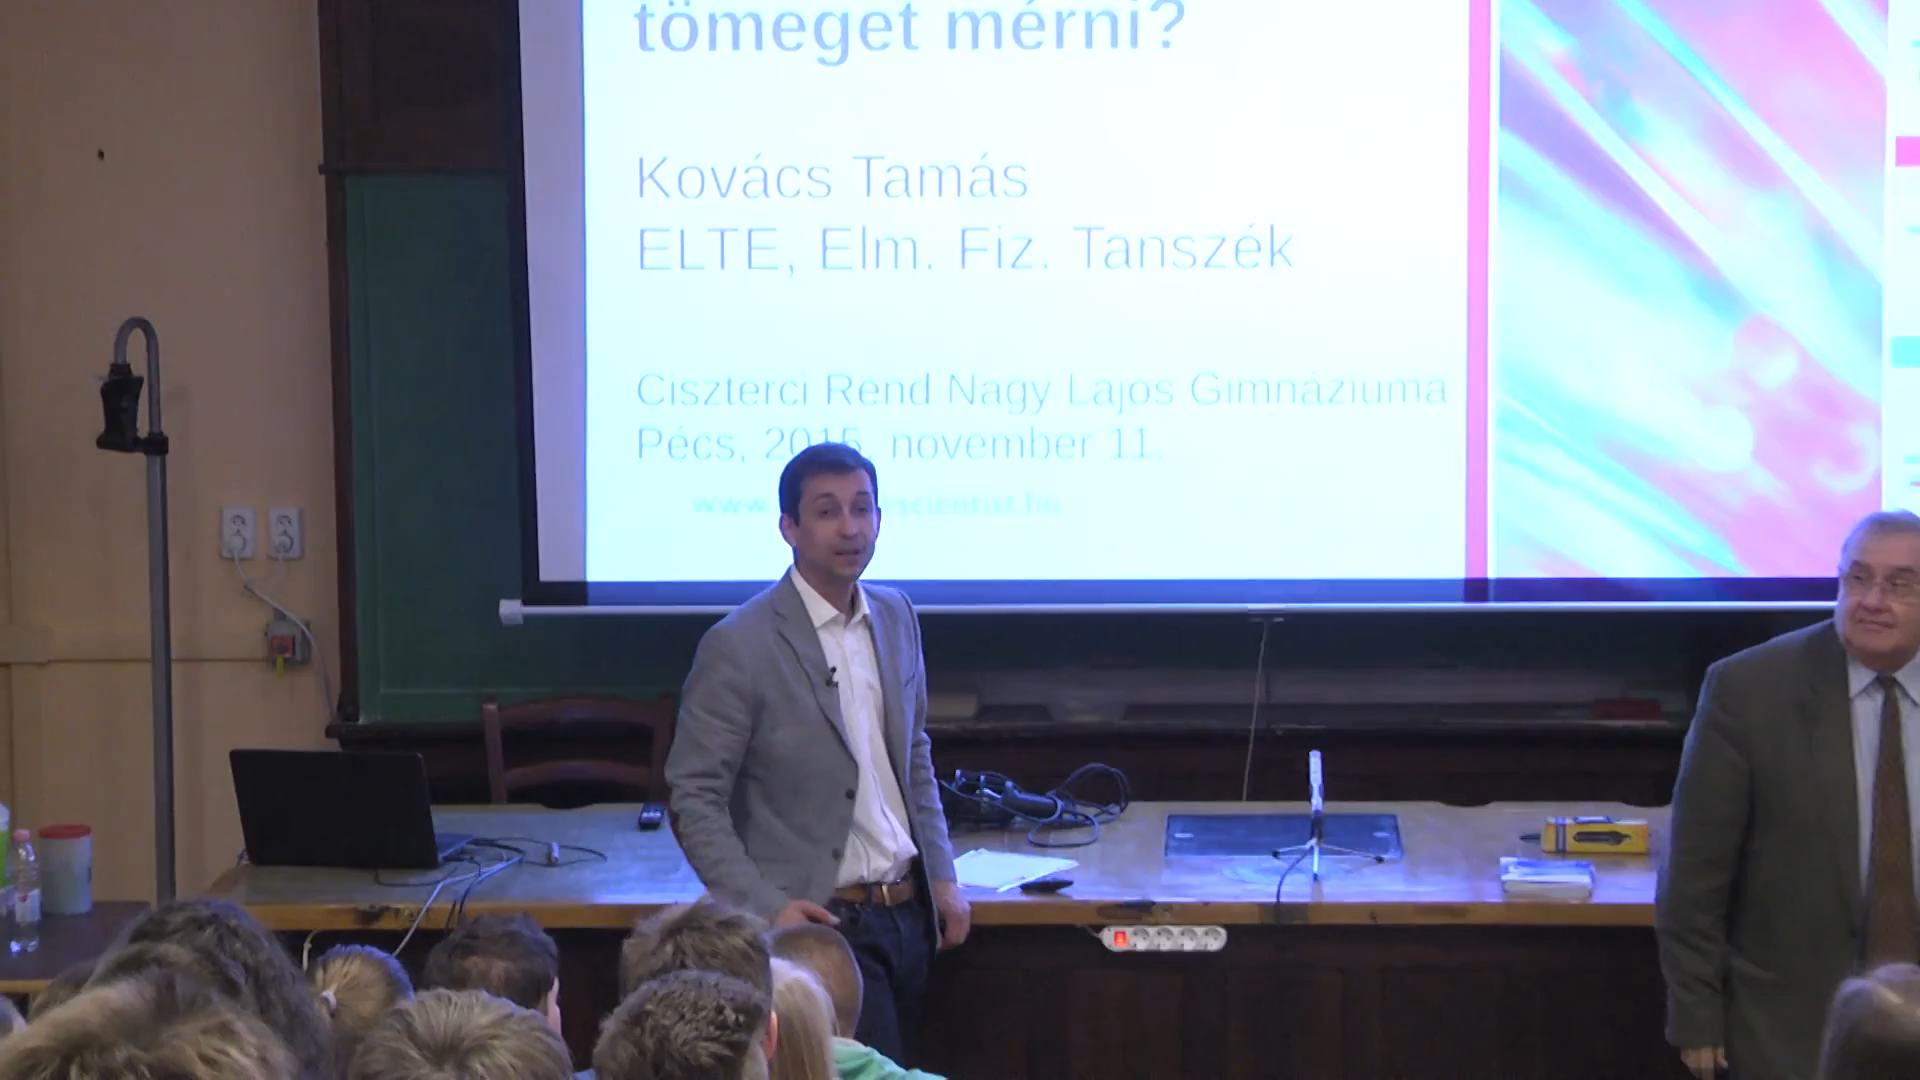 tömeget mérni?
Kovács Tamás
ELTE, Elm. Fiz. Tanszék
Ciszterci Rend Nagy Lajos Gimnáziuma
Pécs, 2015. november 11.